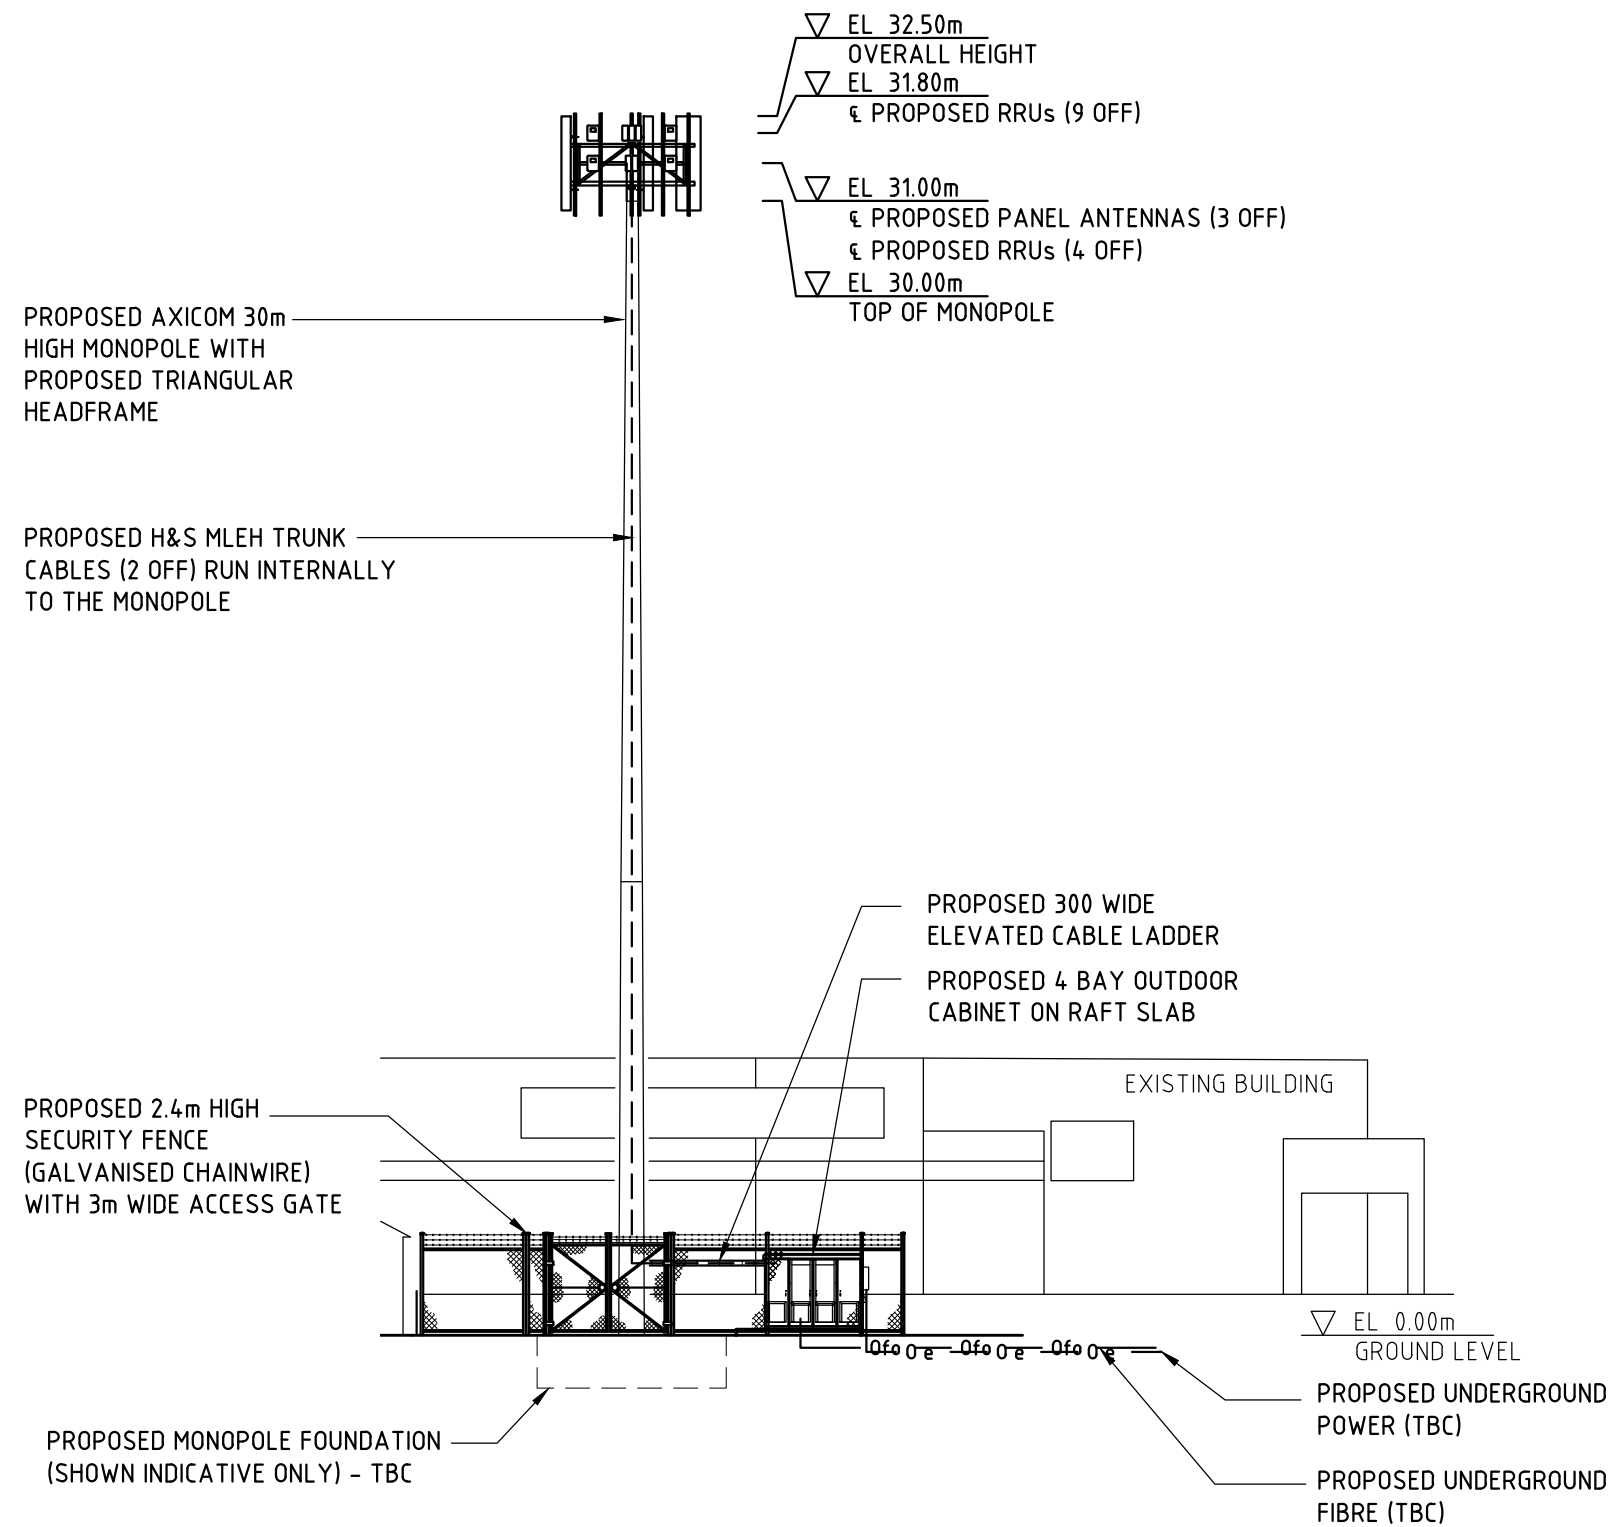 EL 32.50m
OVERALL HEIGHT
EL 31.80m
℄ PROPOSED RRUs (9 OFF)
EL 31.00m
℄ PROPOSED PANEL ANTENNAS (3 OFF)
℄ PROPOSED RRUs (4 OFF)
EL 30.00m
TOP OF MONOPOLE
PROPOSED AXICOM 30m
HIGH MONOPOLE WITH
PROPOSED TRIANGULAR
HEADFRAME
PROPOSED H&S MLEH TRUNK
CABLES (2 OFF) RUN INTERNALLY
TO THE MONOPOLE
PROPOSED 300 WIDE
ELEVATED CABLE LADDER
PROPOSED 4 BAY OUTDOOR
CABINET ON RAFT SLAB
EXISTING BUILDING
PROPOSED 2.4m HIGH
SECURITY FENCE
(GALVANISED CHAINWIRE)
WITH 3m WIDE ACCESS GATE
EL 0.00m
GROUND LEVEL
Ofo Oe Ofo Oe Ofo Oe
PROPOSED UNDERGROUND
POWER (TBC)
PROPOSED MONOPOLE FOUNDATION
(SHOWN INDICATIVE ONLY) - TBC
PROPOSED UNDERGROUND
FIBRE (TBC)